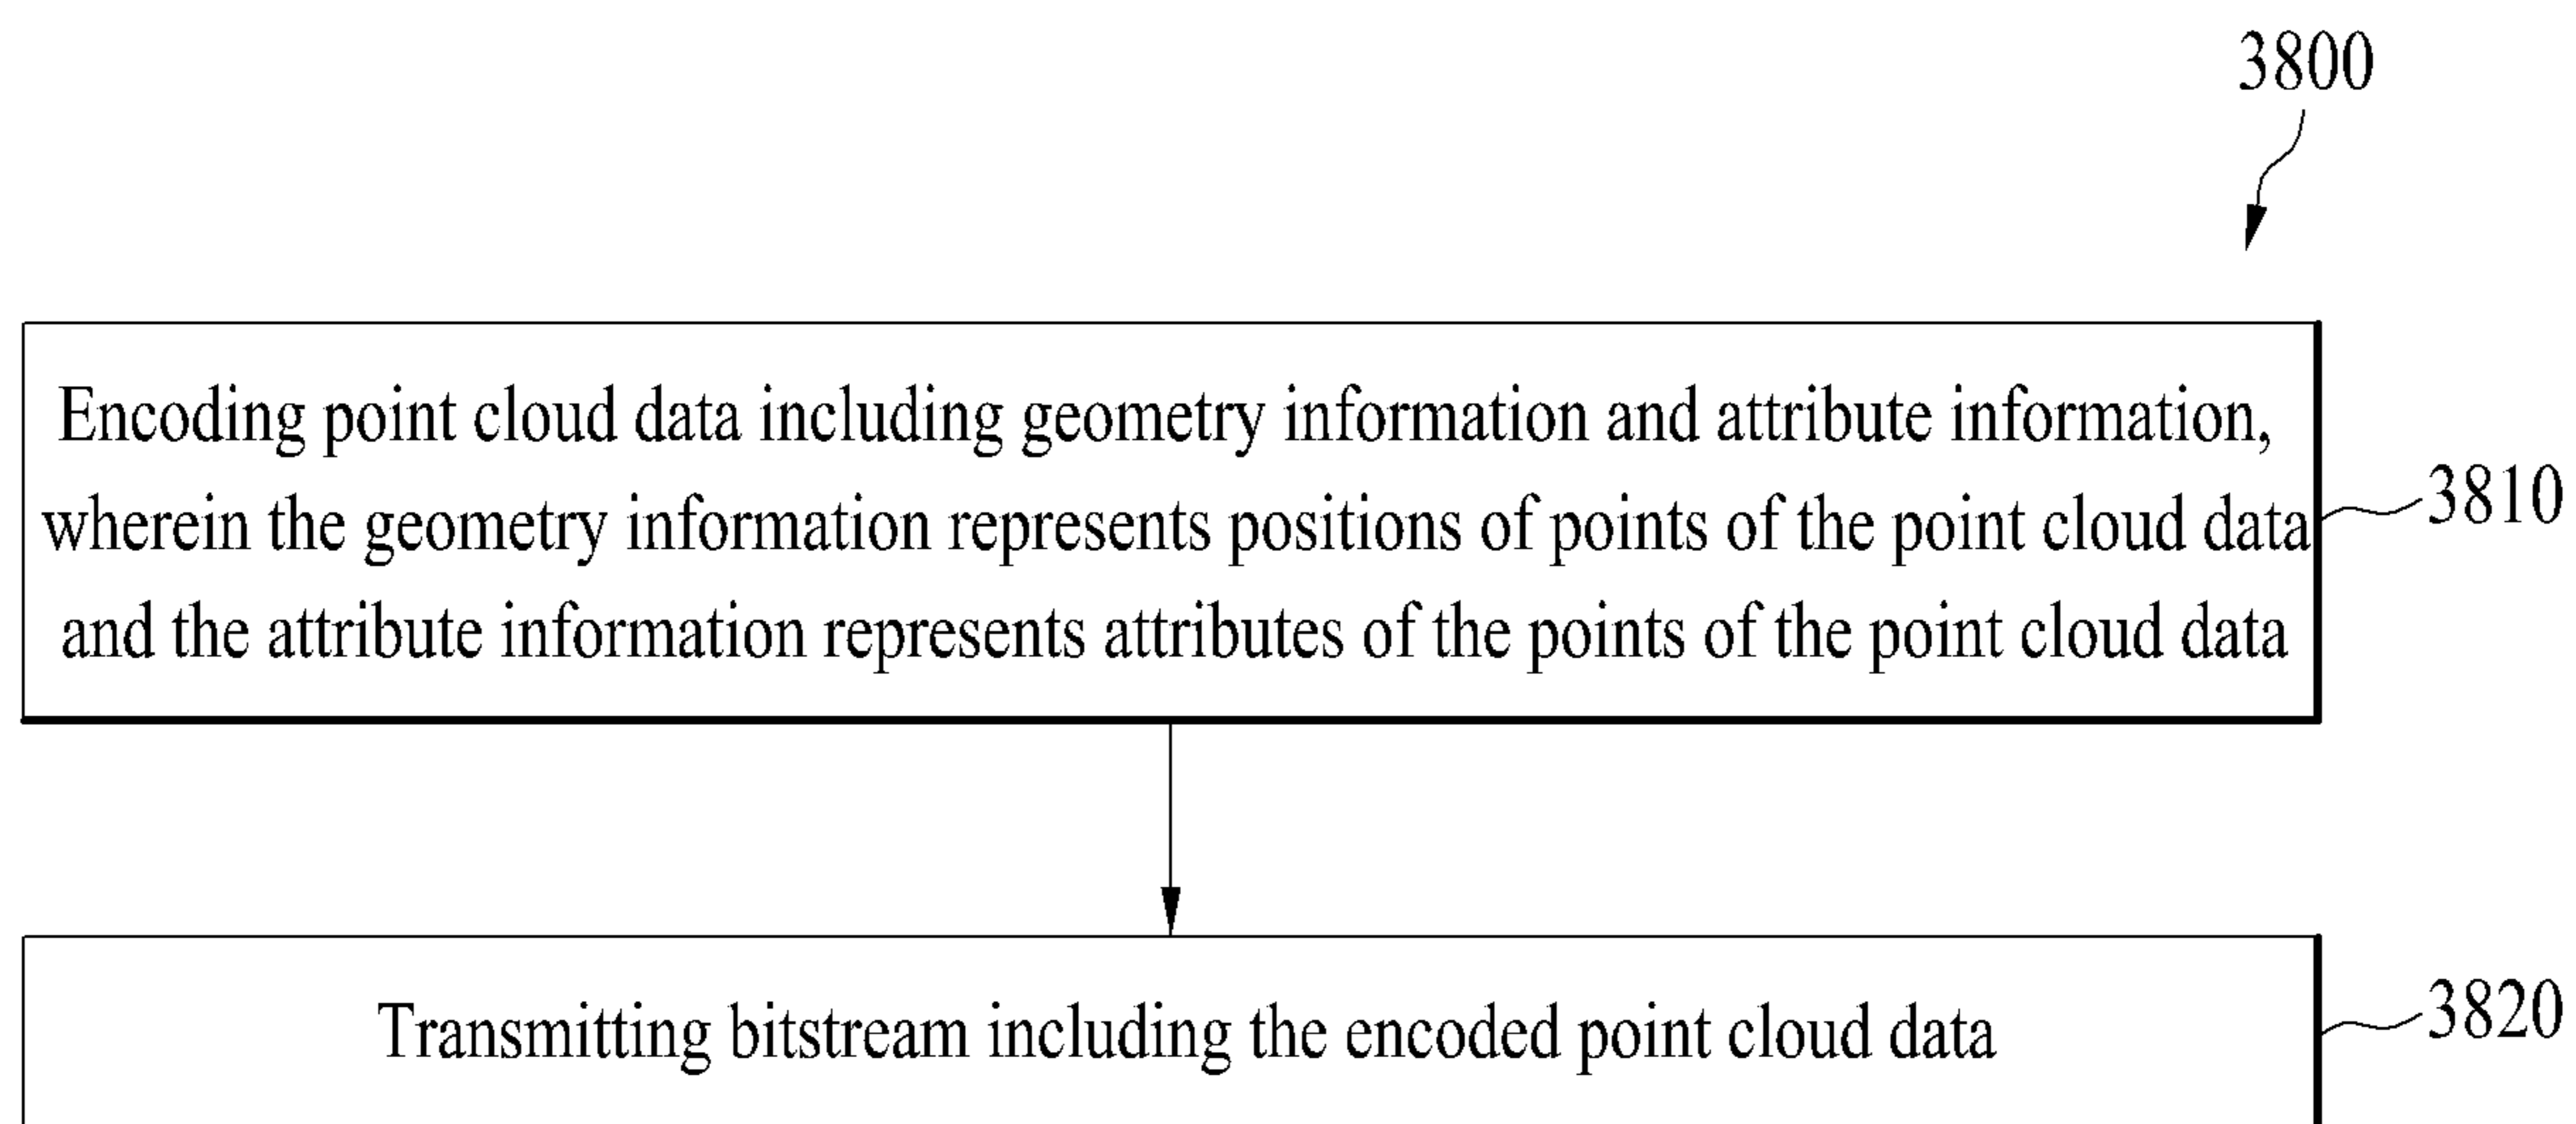 3800
Encoding point cloud data including geometry information and attribute information,
wherein the geometry information represents positions of points of the point cloud data
and the attribute information represents attributes of the points of the point cloud data
3810
Transmitting bitstream including the encoded point cloud data
3820